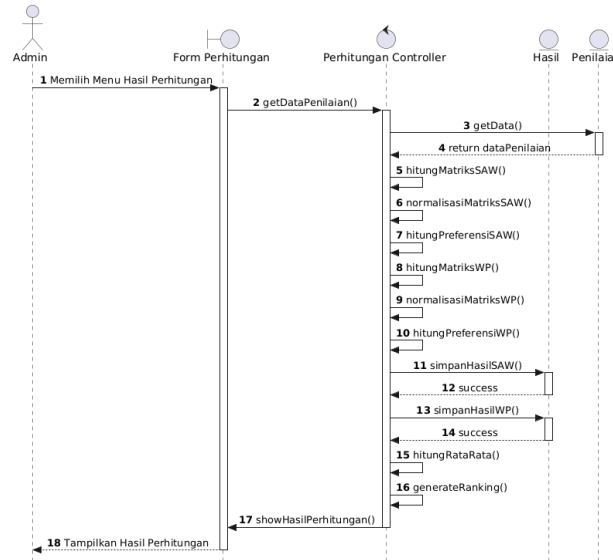 Admin
Form Perhitungan
Perhitungan Controller
Hasil
Penilaia
1 Memilih Menu Hasil Perhitungan
2 getDataPenilaian()
3 getData()
4 return dataPenilaian
5 hitungMatriksSAW()
6 normalisasiMatriksSAW()
7 hitungPreferensiSAW()
8 hitungMatriksWP()
9 normalisasiMatriksWP()
10 hitungPreferensiWP()
11 simpanHasilSAW()
12 success
13 simpanHasilWP()
14 success
15 hitungRataRata()
16 generateRanking()
17 showHasilPerhitungan()
18 Tampilkan Hasil Perhitungan